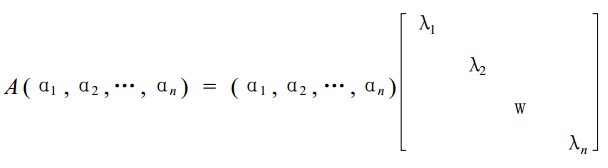 A ( α₁ , α₂ , ⋯ , αₙ ) = ( α₁ , α₂ , ⋯ , αₙ ) [ λ₁
λ₂
w
λₙ ]